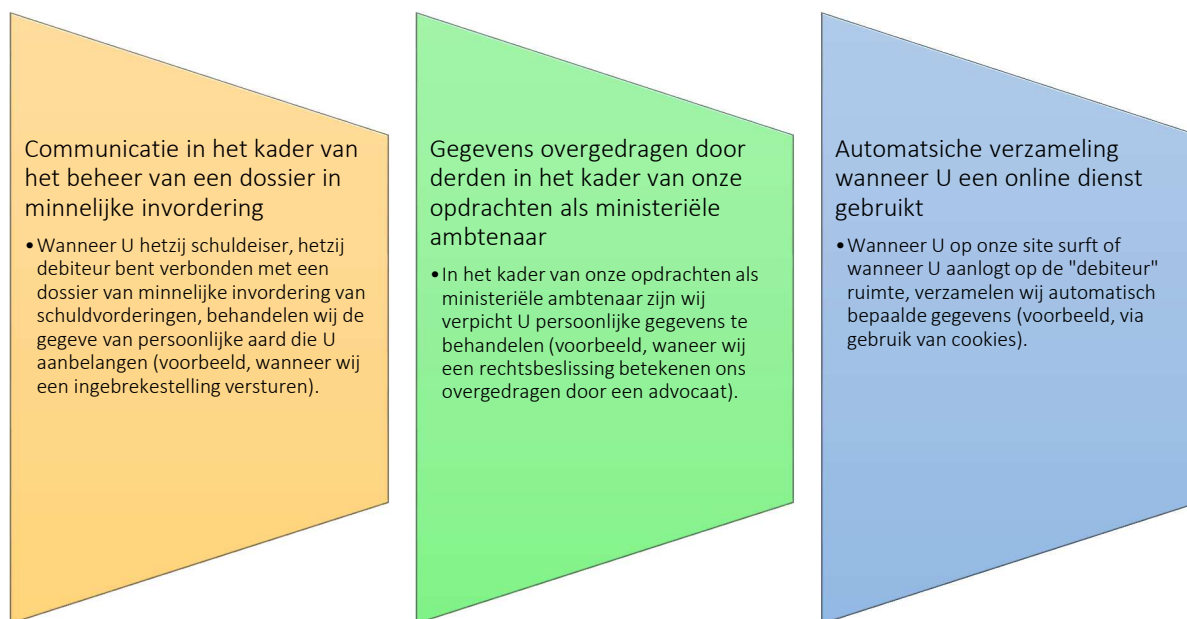 Communicatie in het kader van
het beheer van een dossier in
minnelijke invordering
•Wanneer U hetzij schuldeiser, hetzij
debiteur bent verbonden met een
dossier van minnelijke invordering van
schuldvorderingen, behandelen wij de
gegeve van persoonlijke aard die U
aanbelangen (voorbeeld, wanneer wij
een ingebrekestelling versturen).
Gegevens overgedragen door
derden in het kader van onze
opdrachten als ministeriële
ambtenaar
•In het kader van onze opdrachten als
ministeriële ambtenaar zijn wij
verpicht U persoonlijke gegevens te
behandelen (voorbeeld, waneer wij
een rechtsbeslissing betekenen ons
overgedragen door een advocaat).
Automatsiche verzameling
wanneer U een online dienst
gebruikt
•Wanneer U op onze site surft of
wanneer U aanlogt op de "debiteur"
ruimte, verzamelen wij automatisch
bepaalde gegevens (voorbeeld, via
gebruik van cookies).